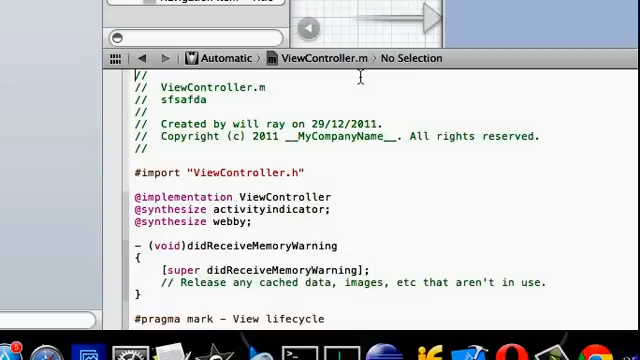 Automatic ViewController.m No Selection
//
// ViewController.m
// sfsafda
//
// Created by will ray on 29/12/2011.
// Copyright (c) 2011 __MyCompanyName__. All rights reserved.
//
#import "ViewController.h"
@implementation ViewController
@synthesize activityindicator;
@synthesize webby;
- (void)didReceiveMemoryWarning
{
[super didReceiveMemoryWarning];
// Release any cached data, images, etc that aren't in use.
}
#pragma mark - View lifecycle